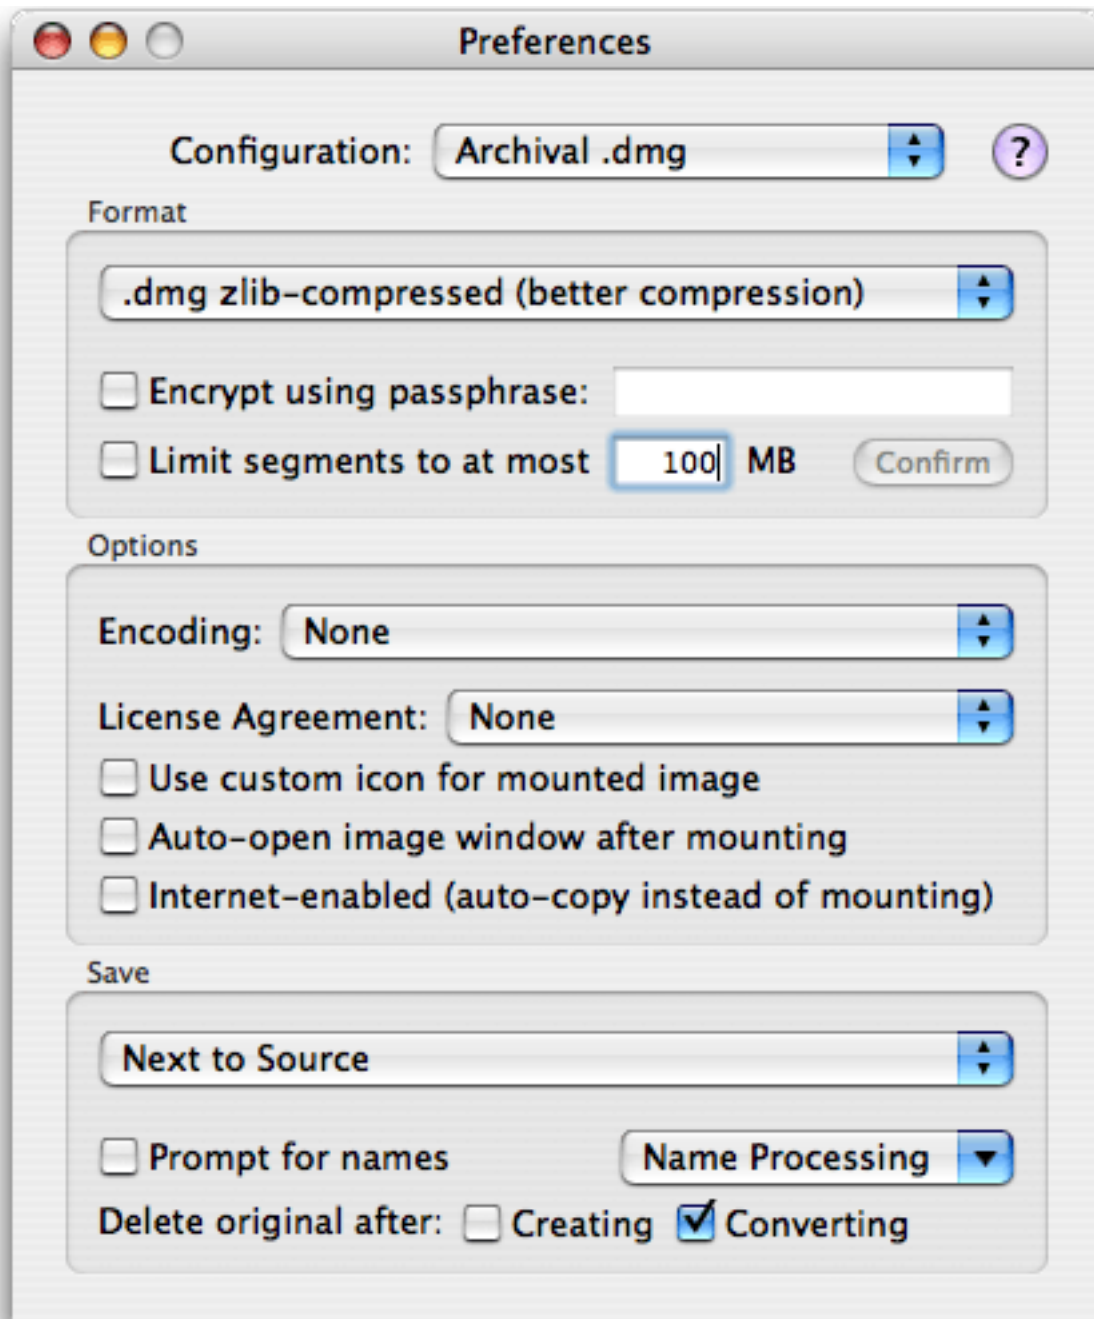 Preferences
Configuration: Archival .dmg ?
Format
.dmg zlib-compressed (better compression)
Encrypt using passphrase:
Limit segments to at most 100 MB Confirm
Options
Encoding: None
License Agreement: None
Use custom icon for mounted image
Auto-open image window after mounting
Internet-enabled (auto-copy instead of mounting)
Save
Next to Source
Prompt for names Name Processing
Delete original after: Creating Converting